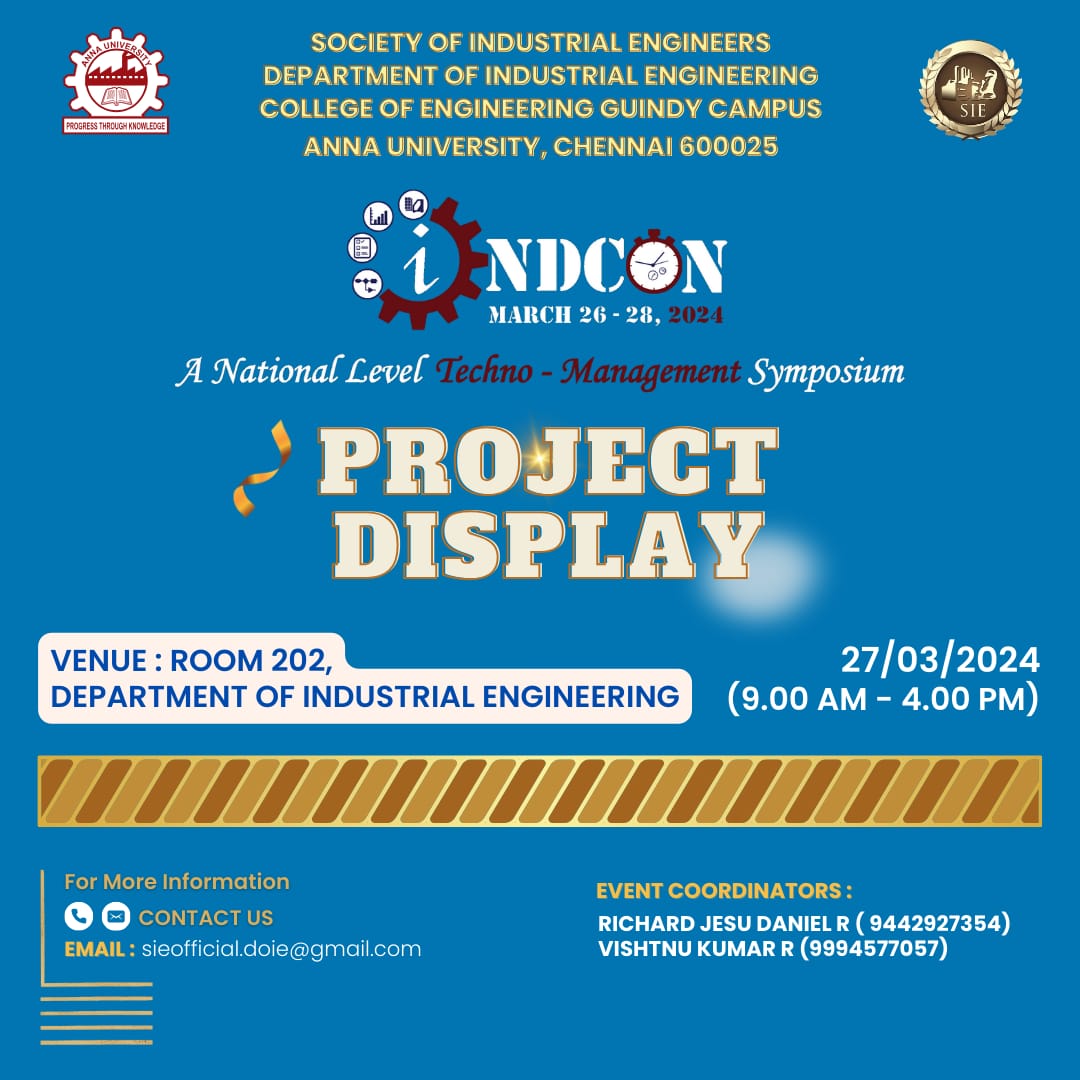 ANNA UNIVERSITY
PROGRESS THROUGH KNOWLEDGE
SOCIETY OF INDUSTRIAL ENGINEERS
DEPARTMENT OF INDUSTRIAL ENGINEERING
COLLEGE OF ENGINEERING GUINDY CAMPUS
ANNA UNIVERSITY, CHENNAI 600025
SIE
iNDCON
MARCH 26 - 28, 2024
A National Level Techno - Management Symposium
PROJECT
DISPLAY
VENUE : ROOM 202,
DEPARTMENT OF INDUSTRIAL ENGINEERING
27/03/2024
(9.00 AM - 4.00 PM)
For More Information
CONTACT US
EMAIL : sieofficial.doie@gmail.com
EVENT COORDINATORS :
RICHARD JESU DANIEL R ( 9442927354)
VISHTNU KUMAR R (9994577057)